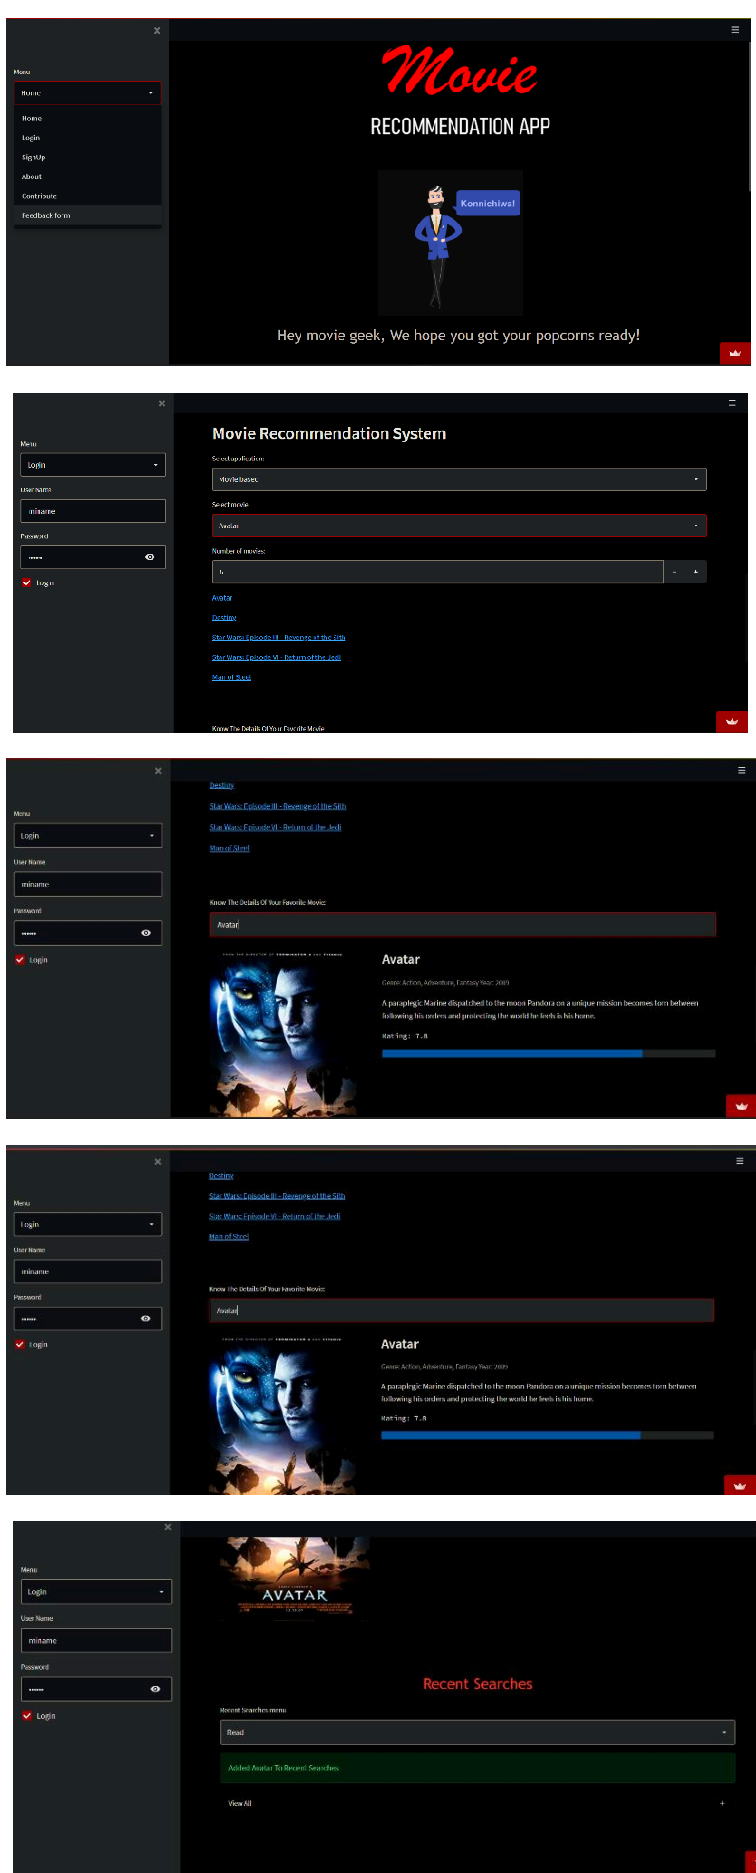 Menu
Home
Home
Login
SignUp
About
Contribute
Feedback form
Movie
RECOMMENDATION APP
Konnichiws!
Hey movie geek, We hope you got your popcorns ready!
Menu
Login
User Name
miname
Password
Login
Movie Recommendation System
Select application:
Movie based
Select movie:
Avatar
Number of movies:
Avatar
Destiny
Star Wars: Episode III - Revenge of the Sith
Star Wars: Episode VI - Return of the Jedi
Man of Steel
Know The Details Of Your Favorite Movie
Menu
Login
User Name
miname
Password
Login
Destiny
Star Wars: Episode III - Revenge of the Sith
Star Wars: Episode VI - Return of the Jedi
Man of Steel
Know The Details Of Your Favorite Movie:
Avatar
FROM THE DIRECTOR OF TERMINATOR 2 AND TITANIC
Avatar
Genre: Action, Adventure, Fantasy Year: 2009
A paraplegic Marine dispatched to the moon Pandora on a unique mission becomes torn between
following his orders and protecting the world he feels is his home.
Rating: 7.8
Menu
Login
User Name
miname
Password
Login
Destiny
Star Wars: Episode III - Revenge of the Sith
Star Wars: Episode VI - Return of the Jedi
Man of Steel
Know The Details Of Your Favorite Movie:
Avatar
FROM THE DIRECTOR OF TERMINATOR 2 AND TITANIC
Avatar
Genre: Action, Adventure, Fantasy Year: 2009
A paraplegic Marine dispatched to the moon Pandora on a unique mission becomes torn between
following his orders and protecting the world he feels is his home.
Rating: 7.8
Menu
Login
User Name
miname
Password
Login
AVATAR
Recent Searches
Recent Searches menu
Read
Added Avatar To Recent Searches
View All